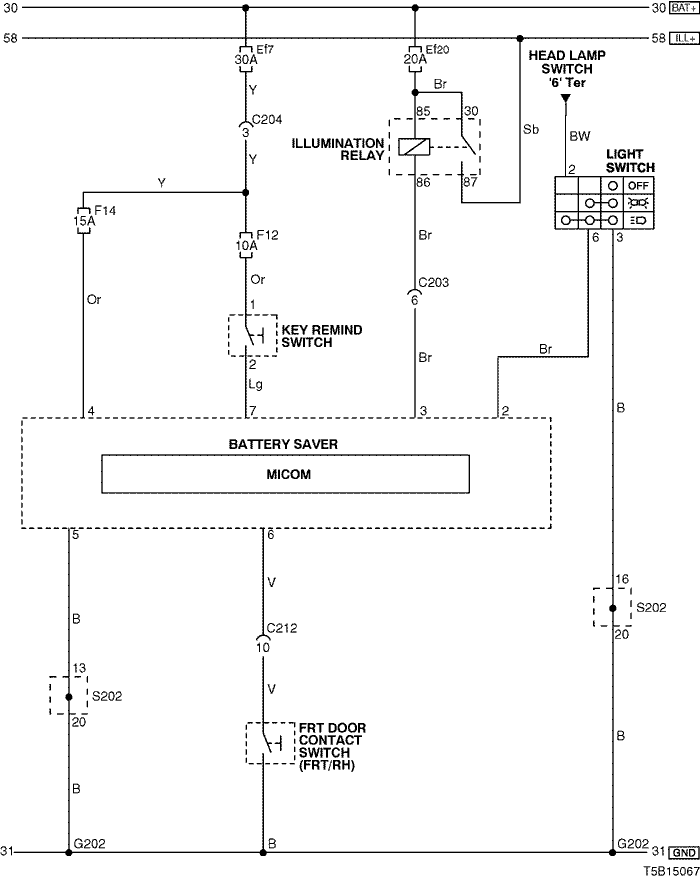 30
30 BAT+
58
58 ILL+
Ef7
30A
Ef20
20A
HEAD LAMP
SWITCH
'6' Ter
Y
Br
C204
3
85
30
Sb
BW
ILLUMINATION
RELAY
LIGHT
SWITCH
Y
2
Y
86
87
OFF
F14
15A
F12
10A
Br
6
3
Or
Or
C203
6
1
KEY REMIND
SWITCH
2
Br
Br
Lg
B
4
7
3
2
BATTERY SAVER
MICOM
5
6
V
16
S202
20
B
C212
10
13
S202
20
V
FRT DOOR
CONTACT
SWITCH
(FRT/RH)
B
B
G202
B
G202
31
31 GND
T5B15067